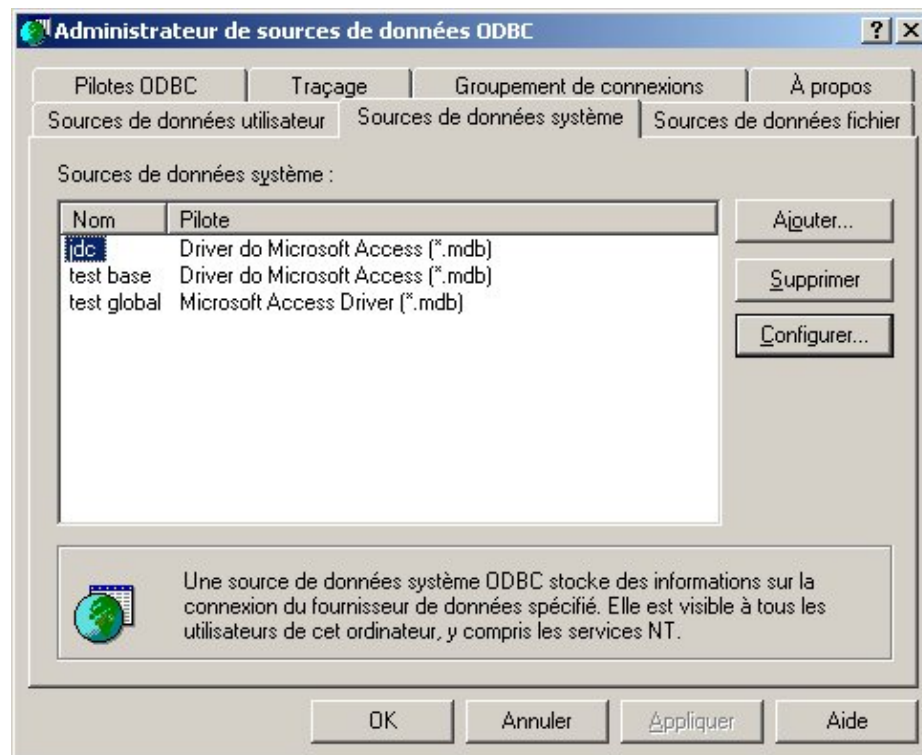 Administrateur de sources de données ODBC
Pilotes ODBC
Traçage
Groupement de connexions
À propos
Sources de données utilisateur
Sources de données système
Sources de données fichier
Sources de données système :
Nom Pilote
jdc Driver do Microsoft Access (*.mdb)
test base Driver do Microsoft Access (*.mdb)
test global Microsoft Access Driver (*.mdb)
Ajouter...
Supprimer
Configurer...
Une source de données système ODBC stocke des informations sur la
connexion du fournisseur de données spécifié. Elle est visible à tous les
utilisateurs de cet ordinateur, y compris les services NT.
OK
Annuler
Appliquer
Aide